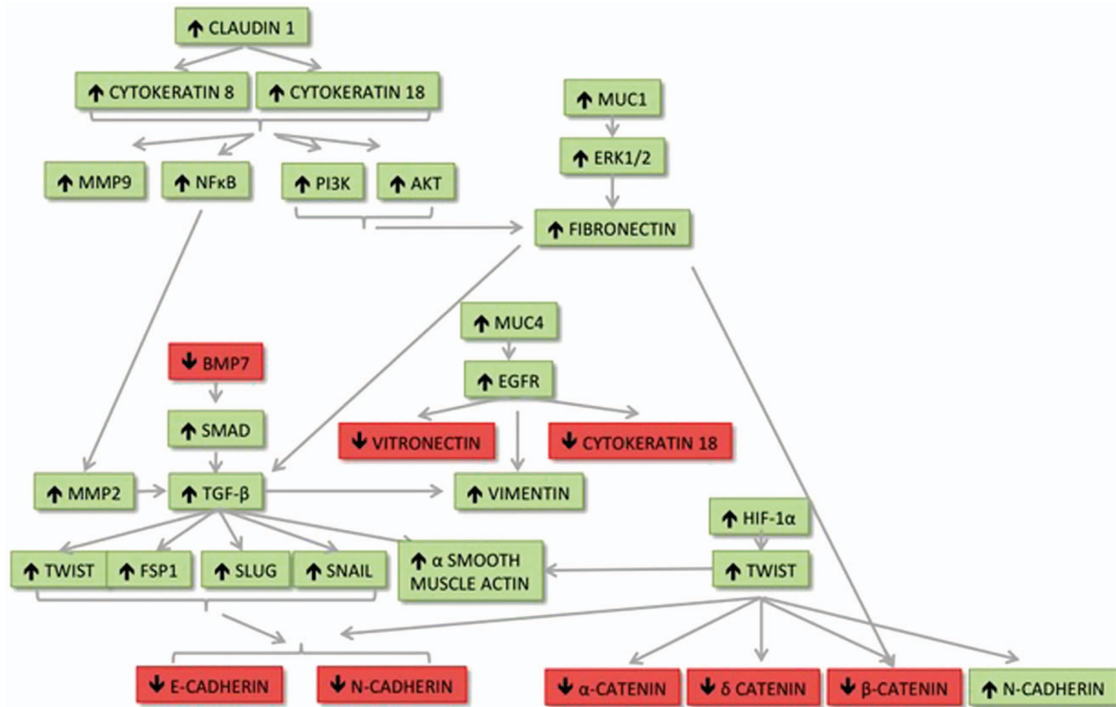 ↑ CLAUDIN 1
↑ CYTOKERATIN 8
↑ CYTOKERATIN 18
↑ MUC1
↑ ERK1/2
↑ MMP9
↑ NFκB
↑ PI3K
↑ AKT
↑ FIBRONECTIN
↑ MUC4
↓ BMP7
↑ EGFR
↑ SMAD
↓ VITRONECTIN
↓ CYTOKERATIN 18
↑ MMP2
↑ TGF-β
↑ VIMENTIN
↑ HIF-1α
↑ TWIST
↑ FSP1
↑ SLUG
↑ SNAIL
↑ α SMOOTH
MUSCLE ACTIN
↑ TWIST
↓ E-CADHERIN
↓ N-CADHERIN
↓ α-CATENIN
↓ δ CATENIN
↓ β-CATENIN
↑ N-CADHERIN